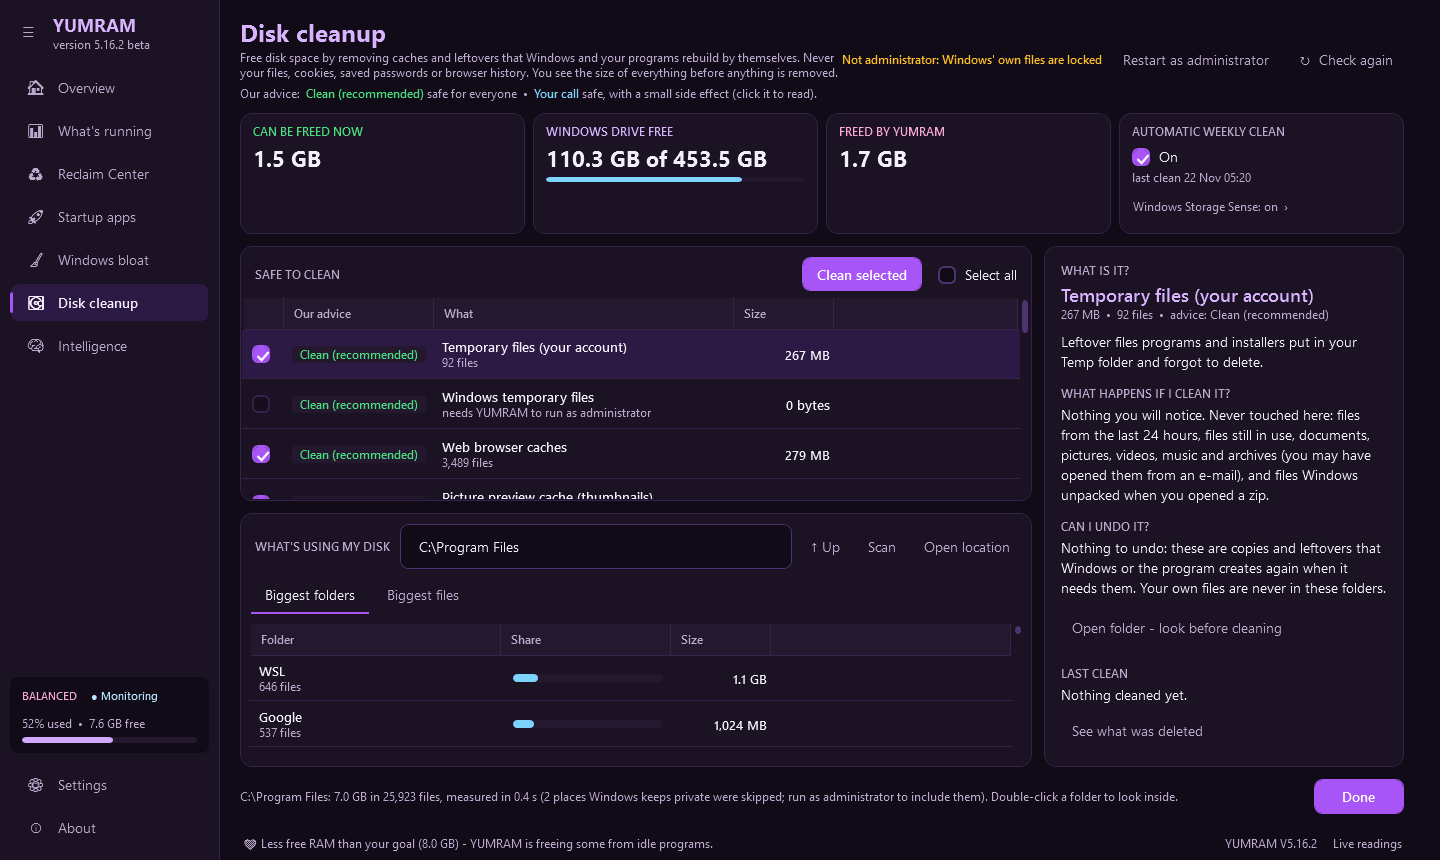 YUMRAM
version 5.16.2 beta
Overview
What's running
Reclaim Center
Startup apps
Windows bloat
Disk cleanup
Intelligence
BALANCED • Monitoring
52% used • 7.6 GB free
Settings
About
Disk cleanup
Free disk space by removing caches and leftovers that Windows and your programs rebuild by themselves. Never
your files, cookies, saved passwords or browser history. You see the size of everything before anything is removed.
Not administrator: Windows' own files are locked
Restart as administrator
↻ Check again
Our advice: Clean (recommended) safe for everyone • Your call safe, with a small side effect (click it to read).
CAN BE FREED NOW
1.5 GB
WINDOWS DRIVE FREE
110.3 GB of 453.5 GB
FREED BY YUMRAM
1.7 GB
AUTOMATIC WEEKLY CLEAN
On
last clean 22 Nov 05:20
Windows Storage Sense: on ›
SAFE TO CLEAN
Clean selected
Select all
Our advice What Size
Clean (recommended) Temporary files (your account) 267 MB
92 files
Clean (recommended) Windows temporary files 0 bytes
needs YUMRAM to run as administrator
Clean (recommended) Web browser caches 279 MB
3,489 files
Picture preview cache (thumbnails)
WHAT'S USING MY DISK
C:\Program Files
↑ Up
Scan
Open location
Biggest folders
Biggest files
Folder Share Size
WSL 1.1 GB
646 files
Google 1,024 MB
537 files
WHAT IS IT?
Temporary files (your account)
267 MB • 92 files • advice: Clean (recommended)
Leftover files programs and installers put in your
Temp folder and forgot to delete.
WHAT HAPPENS IF I CLEAN IT?
Nothing you will notice. Never touched here: files
from the last 24 hours, files still in use, documents,
pictures, videos, music and archives (you may have
opened them from an e-mail), and files Windows
unpacked when you opened a zip.
CAN I UNDO IT?
Nothing to undo: these are copies and leftovers that
Windows or the program creates again when it
needs them. Your own files are never in these folders.
Open folder - look before cleaning
LAST CLEAN
Nothing cleaned yet.
See what was deleted
C:\Program Files: 7.0 GB in 25,923 files, measured in 0.4 s (2 places Windows keeps private were skipped; run as administrator to include them). Double-click a folder to look inside.
Done
Less free RAM than your goal (8.0 GB) - YUMRAM is freeing some from idle programs.
YUMRAM V5.16.2
Live readings